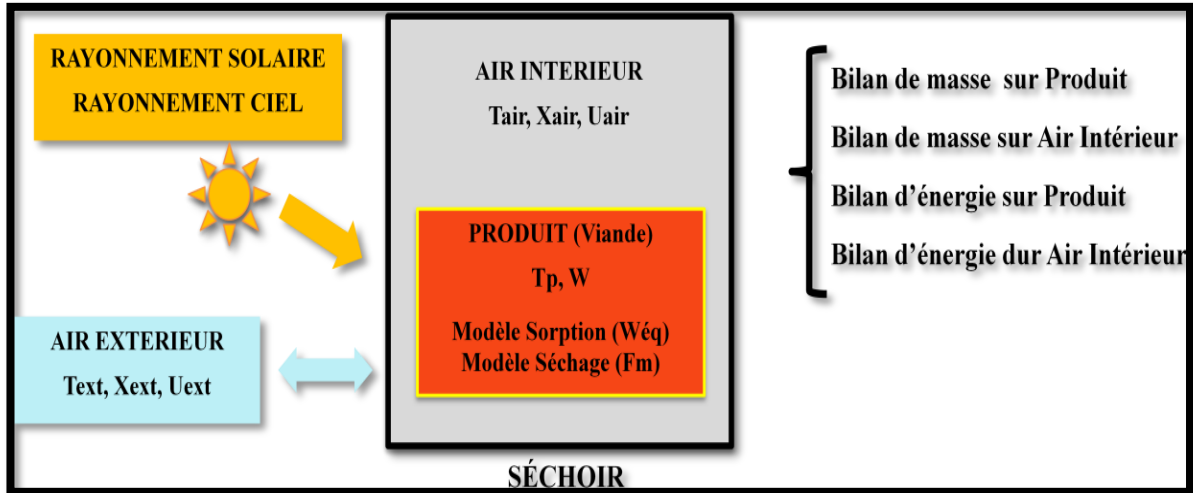 RAYONNEMENT SOLAIRE
RAYONNEMENT CIEL
AIR EXTERIEUR
Text, Xext, Uext
AIR INTERIEUR
Tair, Xair, Uair
PRODUIT (Viande)
Tp, W
Modèle Sorption (Wéq)
Modèle Séchage (Fm)
SÉCHOIR
Bilan de masse sur Produit
Bilan de masse sur Air Intérieur
Bilan d’énergie sur Produit
Bilan d’énergie dur Air Intérieur